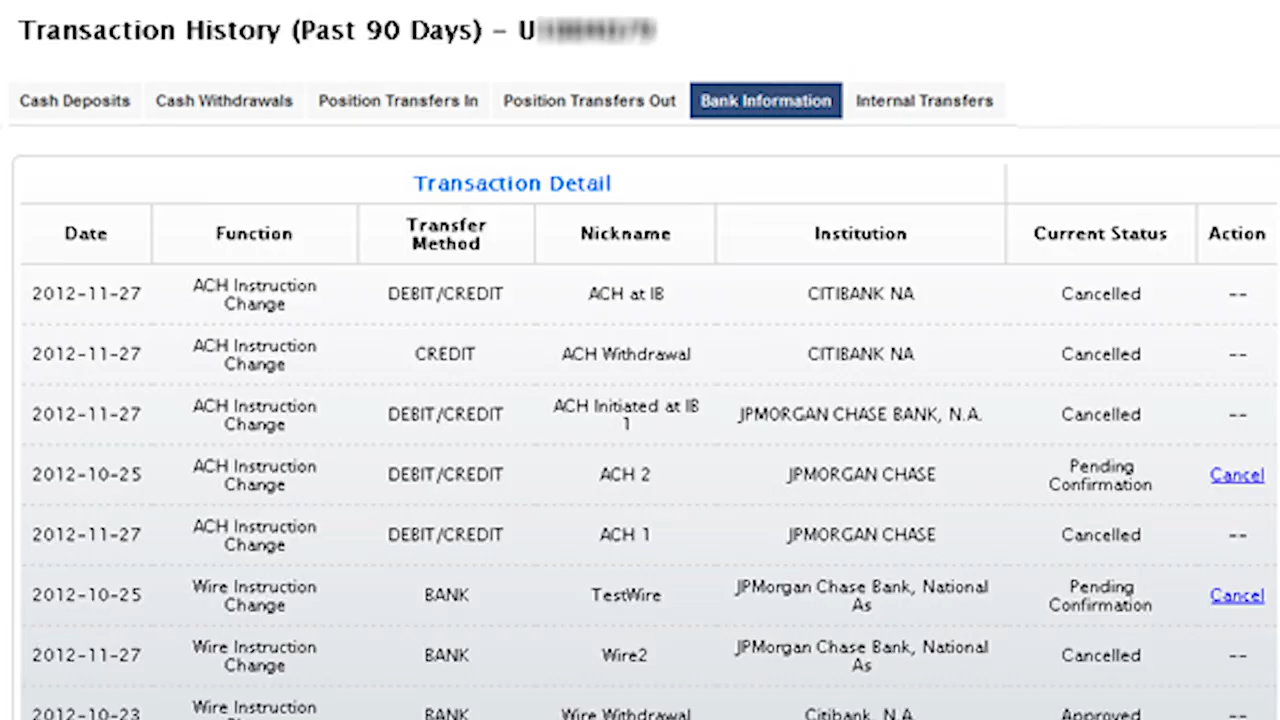 Transaction History (Past 90 Days) - U
Cash Deposits Cash Withdrawals Position Transfers In Position Transfers Out Bank Information Internal Transfers
Transaction Detail
Date Function Transfer Method Nickname Institution Current Status Action
2012-11-27 ACH Instruction Change DEBIT/CREDIT ACH at IB CITIBANK NA Cancelled --
2012-11-27 ACH Instruction Change CREDIT ACH Withdrawal CITIBANK NA Cancelled --
2012-11-27 ACH Instruction Change DEBIT/CREDIT ACH Initiated at IB 1 JPMORGAN CHASE BANK, N.A. Cancelled --
2012-10-25 ACH Instruction Change DEBIT/CREDIT ACH 2 JPMORGAN CHASE Pending Confirmation Cancel
2012-11-27 ACH Instruction Change DEBIT/CREDIT ACH 1 JPMORGAN CHASE Cancelled --
2012-10-25 Wire Instruction Change BANK TestWire JPMorgan Chase Bank, National As Pending Confirmation Cancel
2012-11-27 Wire Instruction Change BANK Wire2 JPMorgan Chase Bank, National As Cancelled --
2012-10-23 Wire Instruction BANK Wire Withdrawal Citibank, N.A. Approved --